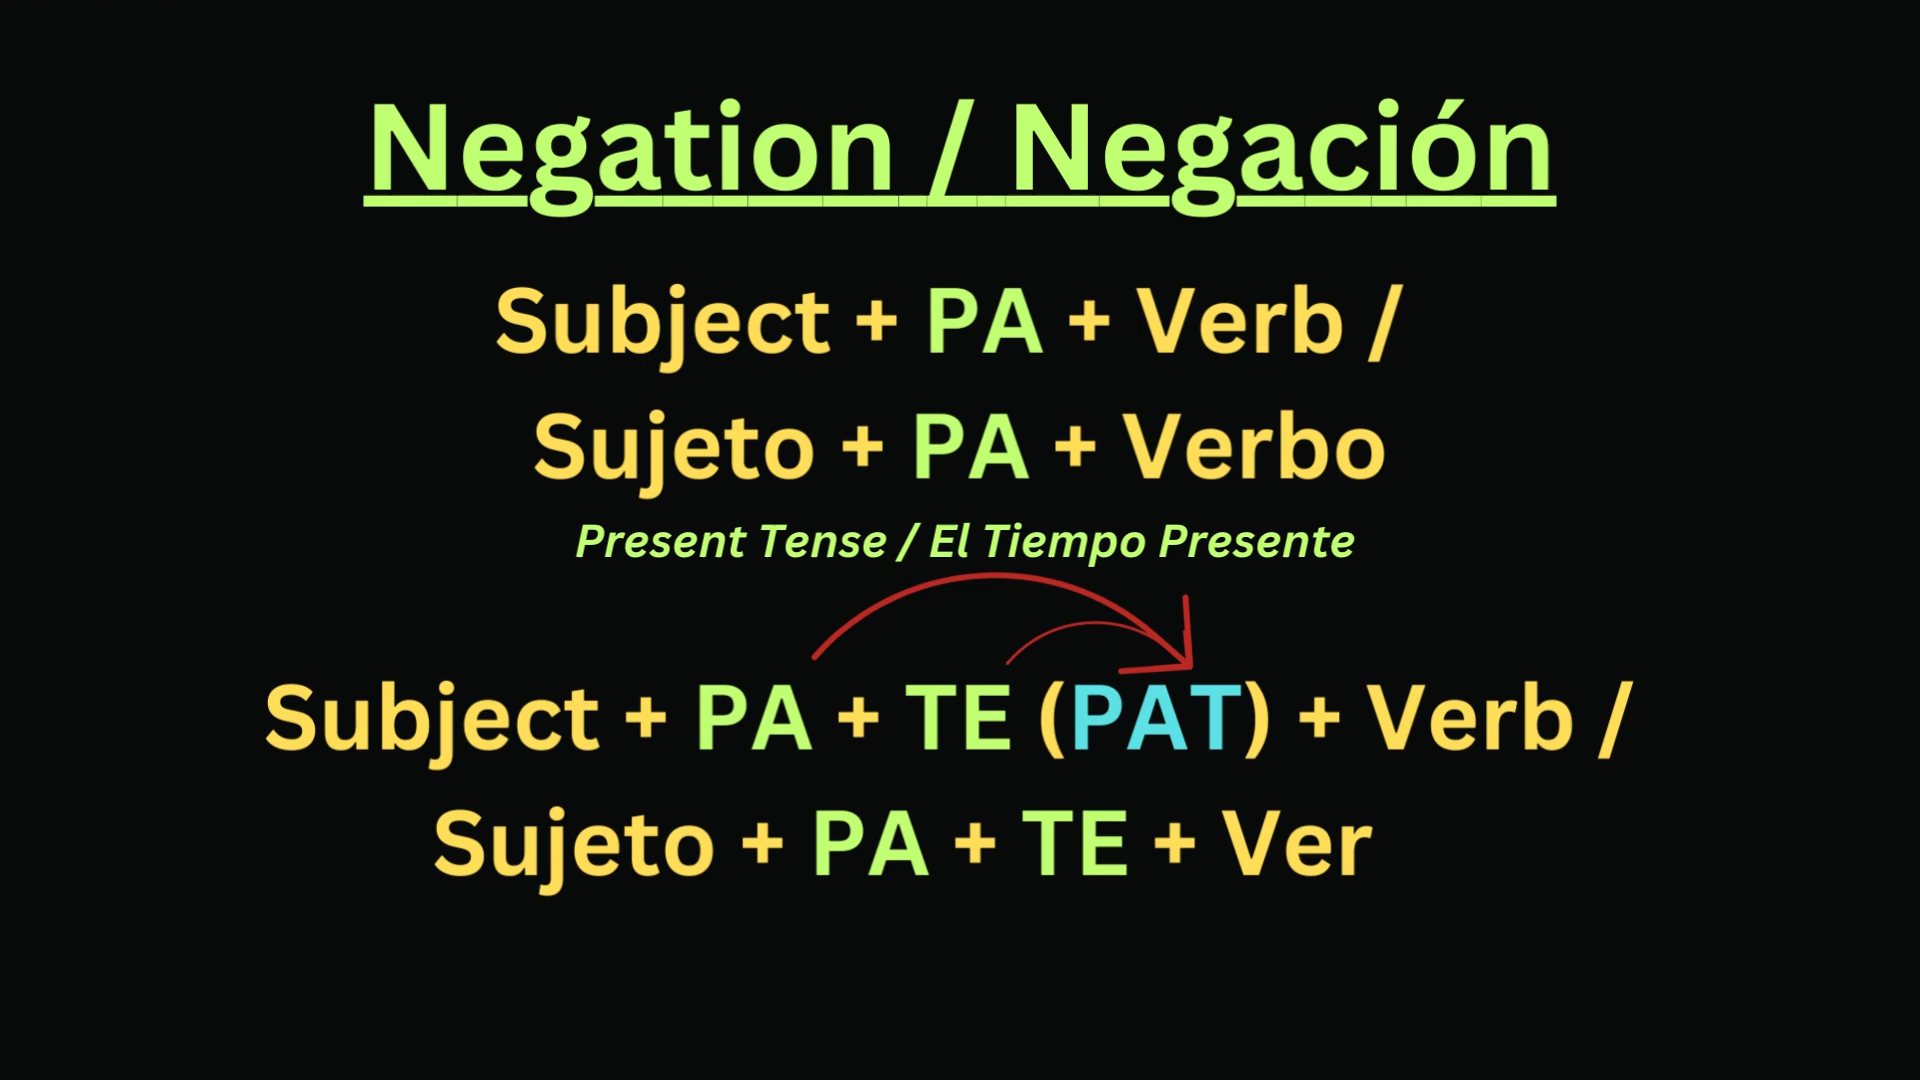 Negation / Negación
Subject + PA + Verb /
Sujeto + PA + Verbo
Present Tense / El Tiempo Presente
Subject + PA + TE (PAT) + Verb /
Sujeto + PA + TE + Ver